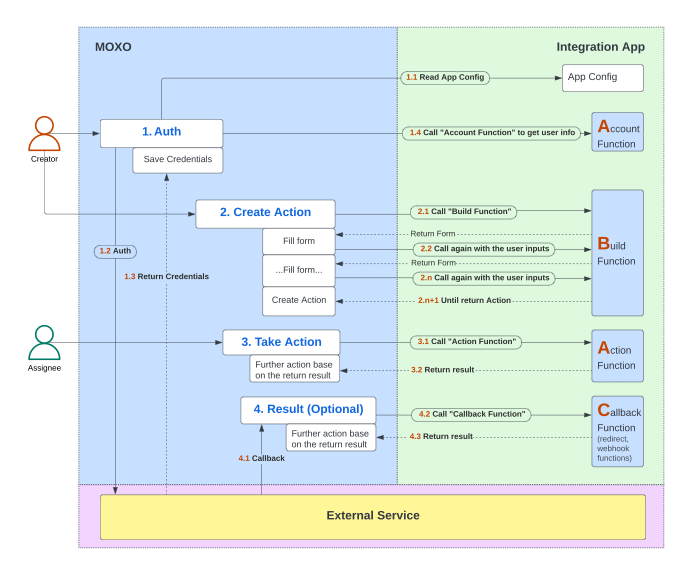 MOXO
Integration App
1.1 Read App Config
App Config
Creator
1. Auth
Save Credentials
1.4 Call "Account Function" to get user info
Account
Function
2. Create Action
2.1 Call "Build Function"
Return Form
Fill form
2.2 Call again with the user inputs
Return Form
...Fill form...
2.n Call again with the user inputs
Create Action
2.n+1 Until return Action
Build
Function
1.2 Auth
1.3 Return Credentials
Assignee
3. Take Action
3.1 Call "Action Function"
Further action base
on the return result
3.2 Return result
Action
Function
4. Result (Optional)
4.2 Call "Callback Function"
Further action base
on the return result
4.3 Return result
Callback
Function
(redirect,
webhook
functions)
4.1 Callback
External Service